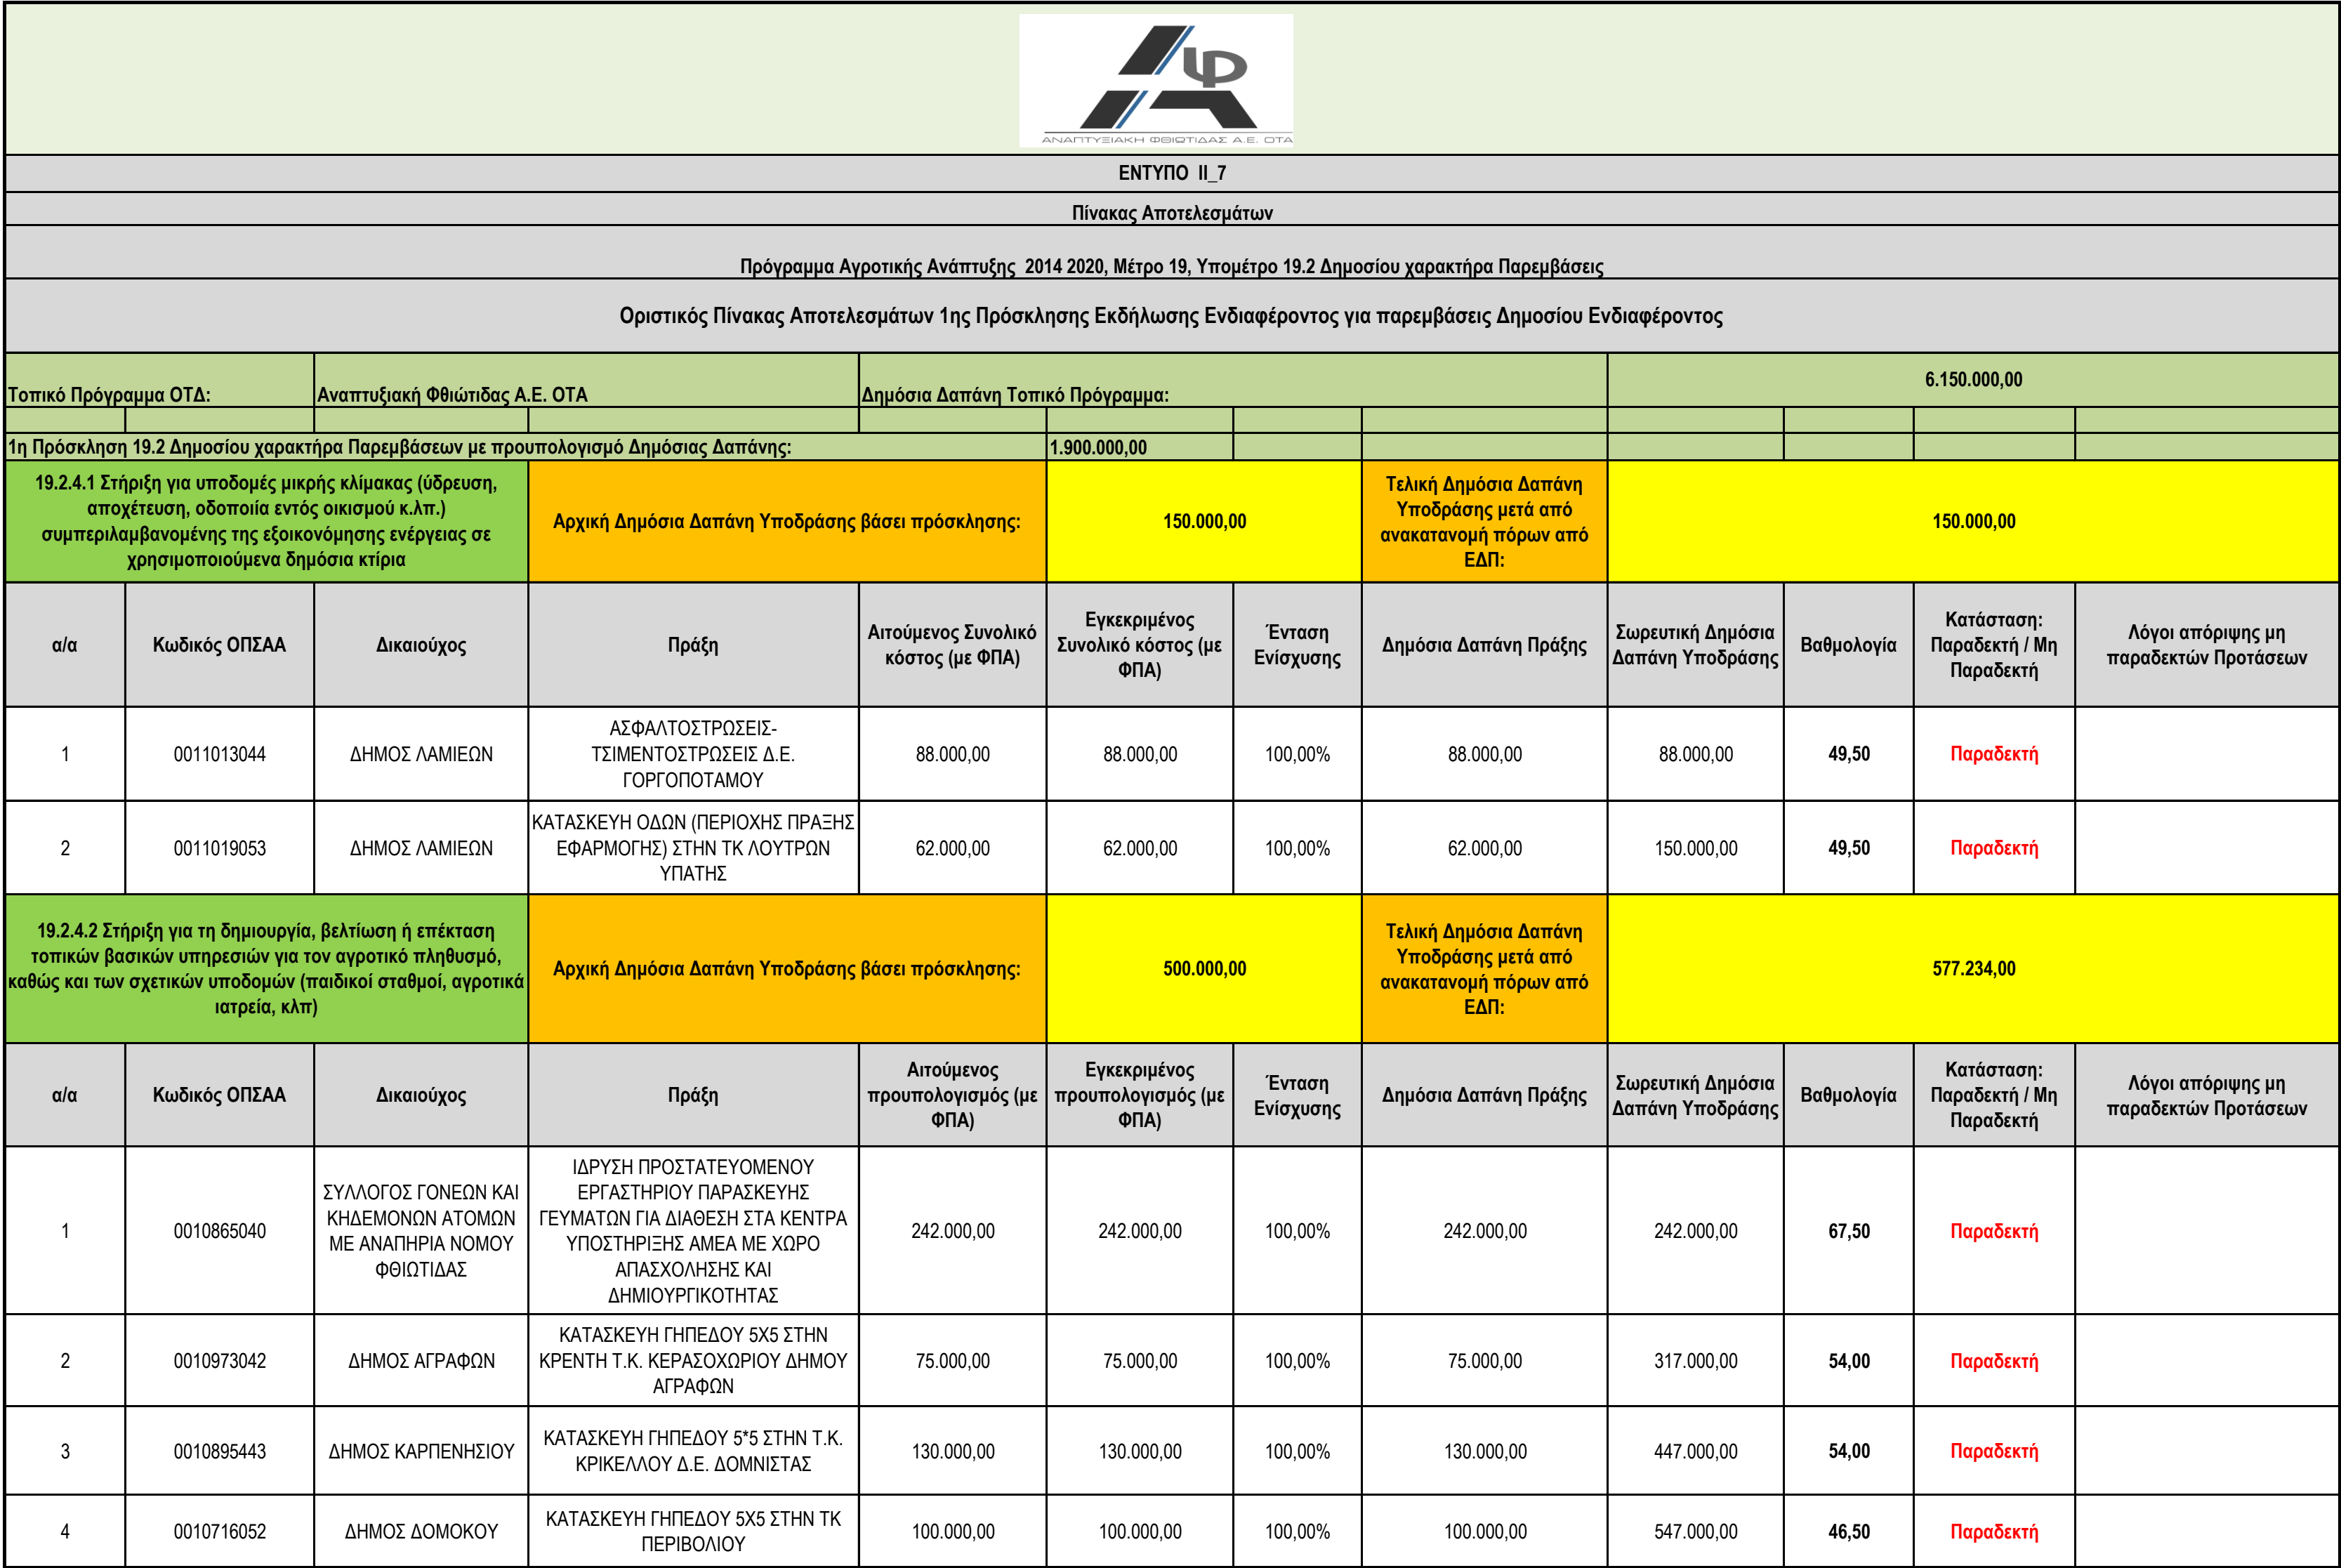 ΑΝΑΠΤΥΞΙΑΚΗ ΦΘΙΩΤΙΔΑΣ Α.Ε. ΟΤΑ
ΕΝΤΥΠΟ ΙΙ_7
Πίνακας Αποτελεσμάτων
Πρόγραμμα Αγροτικής Ανάπτυξης 2014 2020, Μέτρο 19, Υπομέτρο 19.2 Δημοσίου χαρακτήρα Παρεμβάσεις
Οριστικός Πίνακας Αποτελεσμάτων 1ης Πρόσκλησης Εκδήλωσης Ενδιαφέροντος για παρεμβάσεις Δημοσίου Ενδιαφέροντος
Τοπικό Πρόγραμμα ΟΤΔ: Αναπτυξιακή Φθιώτιδας Α.Ε. ΟΤΑ Δημόσια Δαπάνη Τοπικό Πρόγραμμα: 6.150.000,00
1η Πρόσκληση 19.2 Δημοσίου χαρακτήρα Παρεμβάσεων με προυπολογισμό Δημόσιας Δαπάνης: 1.900.000,00
19.2.4.1 Στήριξη για υποδομές μικρής κλίμακας (ύδρευση,
αποχέτευση, οδοποιία εντός οικισμού κ.λπ.)
συμπεριλαμβανομένης της εξοικονόμησης ενέργειας σε
χρησιμοποιούμενα δημόσια κτίρια
Αρχική Δημόσια Δαπάνη Υποδράσης βάσει πρόσκλησης:
150.000,00
Τελική Δημόσια Δαπάνη
Υποδράσης μετά από
ανακατανομή πόρων από
ΕΔΠ:
150.000,00
α/α
Κωδικός ΟΠΣΑΑ
Δικαιούχος
Πράξη
Αιτούμενος Συνολικό
κόστος (με ΦΠΑ)
Εγκεκριμένος
Συνολικό κόστος (με
ΦΠΑ)
Ένταση
Ενίσχυσης
Δημόσια Δαπάνη Πράξης
Σωρευτική Δημόσια
Δαπάνη Υποδράσης
Βαθμολογία
Κατάσταση:
Παραδεκτή / Μη
Παραδεκτή
Λόγοι απόριψης μη
παραδεκτών Προτάσεων
1
0011013044
ΔΗΜΟΣ ΛΑΜΙΕΩΝ
ΑΣΦΑΛΤΟΣΤΡΩΣΕΙΣ-
ΤΣΙΜΕΝΤΟΣΤΡΩΣΕΙΣ Δ.Ε.
ΓΟΡΓΟΠΟΤΑΜΟΥ
88.000,00
88.000,00
100,00%
88.000,00
88.000,00
49,50
Παραδεκτή
2
0011019053
ΔΗΜΟΣ ΛΑΜΙΕΩΝ
ΚΑΤΑΣΚΕΥΗ ΟΔΩΝ (ΠΕΡΙΟΧΗΣ ΠΡΑΞΗΣ
ΕΦΑΡΜΟΓΗΣ) ΣΤΗΝ ΤΚ ΛΟΥΤΡΩΝ
ΥΠΑΤΗΣ
62.000,00
62.000,00
100,00%
62.000,00
150.000,00
49,50
Παραδεκτή
19.2.4.2 Στήριξη για τη δημιουργία, βελτίωση ή επέκταση
τοπικών βασικών υπηρεσιών για τον αγροτικό πληθυσμό,
καθώς και των σχετικών υποδομών (παιδικοί σταθμοί, αγροτικά
ιατρεία, κλπ)
Αρχική Δημόσια Δαπάνη Υποδράσης βάσει πρόσκλησης:
500.000,00
Τελική Δημόσια Δαπάνη
Υποδράσης μετά από
ανακατανομή πόρων από
ΕΔΠ:
577.234,00
α/α
Κωδικός ΟΠΣΑΑ
Δικαιούχος
Πράξη
Αιτούμενος
προυπολογισμός (με
ΦΠΑ)
Εγκεκριμένος
προυπολογισμός (με
ΦΠΑ)
Ένταση
Ενίσχυσης
Δημόσια Δαπάνη Πράξης
Σωρευτική Δημόσια
Δαπάνη Υποδράσης
Βαθμολογία
Κατάσταση:
Παραδεκτή / Μη
Παραδεκτή
Λόγοι απόριψης μη
παραδεκτών Προτάσεων
1
0010865040
ΣΥΛΛΟΓΟΣ ΓΟΝΕΩΝ ΚΑΙ
ΚΗΔΕΜΟΝΩΝ ΑΤΟΜΩΝ
ΜΕ ΑΝΑΠΗΡΙΑ ΝΟΜΟΥ
ΦΘΙΩΤΙΔΑΣ
ΙΔΡΥΣΗ ΠΡΟΣΤΑΤΕΥΟΜΕΝΟΥ
ΕΡΓΑΣΤΗΡΙΟΥ ΠΑΡΑΣΚΕΥΗΣ
ΓΕΥΜΑΤΩΝ ΓΙΑ ΔΙΑΘΕΣΗ ΣΤΑ ΚΕΝΤΡΑ
ΥΠΟΣΤΗΡΙΞΗΣ ΑΜΕΑ ΜΕ ΧΩΡΟ
ΑΠΑΣΧΟΛΗΣΗΣ ΚΑΙ
ΔΗΜΙΟΥΡΓΙΚΟΤΗΤΑΣ
242.000,00
242.000,00
100,00%
242.000,00
242.000,00
67,50
Παραδεκτή
2
0010973042
ΔΗΜΟΣ ΑΓΡΑΦΩΝ
ΚΑΤΑΣΚΕΥΗ ΓΗΠΕΔΟΥ 5Χ5 ΣΤΗΝ
ΚΡΕΝΤΗ Τ.Κ. ΚΕΡΑΣΟΧΩΡΙΟΥ ΔΗΜΟΥ
ΑΓΡΑΦΩΝ
75.000,00
75.000,00
100,00%
75.000,00
317.000,00
54,00
Παραδεκτή
3
0010895443
ΔΗΜΟΣ ΚΑΡΠΕΝΗΣΙΟΥ
ΚΑΤΑΣΚΕΥΗ ΓΗΠΕΔΟΥ 5*5 ΣΤΗΝ Τ.Κ.
ΚΡΙΚΕΛΛΟΥ Δ.Ε. ΔΟΜΝΙΣΤΑΣ
130.000,00
130.000,00
100,00%
130.000,00
447.000,00
54,00
Παραδεκτή
4
0010716052
ΔΗΜΟΣ ΔΟΜΟΚΟΥ
ΚΑΤΑΣΚΕΥΗ ΓΗΠΕΔΟΥ 5Χ5 ΣΤΗΝ ΤΚ
ΠΕΡΙΒΟΛΙΟΥ
100.000,00
100.000,00
100,00%
100.000,00
547.000,00
46,50
Παραδεκτή